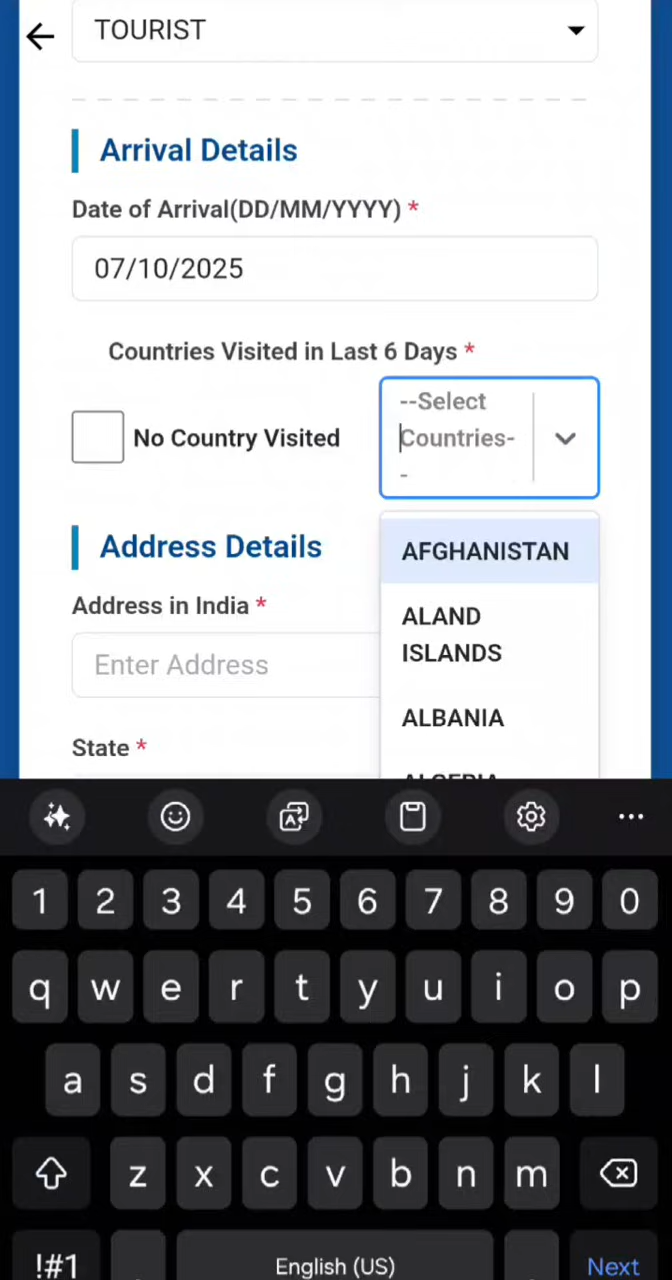 TOURIST
Arrival Details
Date of Arrival(DD/MM/YYYY) *
07/10/2025
Countries Visited in Last 6 Days *
No Country Visited
--Select
Countries-
-
Address Details
AFGHANISTAN
Address in India *
ALAND
ISLANDS
Enter Address
ALBANIA
State *
ALGERIA
1 2 3 4 5 6 7 8 9 0
q w e r t y u i o p
a s d f g h j k l
z x c v b n m
!#1 , English (US) Next